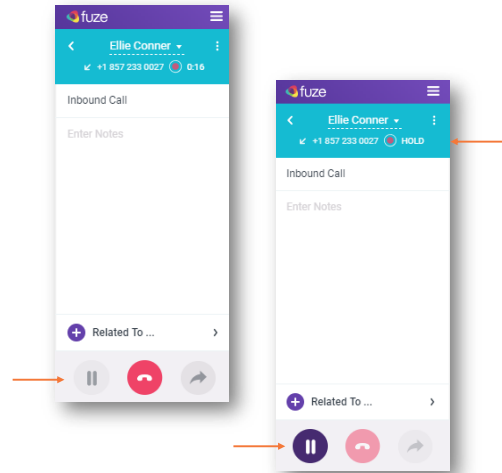 fuze
Ellie Conner
+1 857 233 0027 0:16
Inbound Call
Enter Notes
Related To ...
fuze
Ellie Conner
+1 857 233 0027 HOLD
Inbound Call
Enter Notes
Related To ...